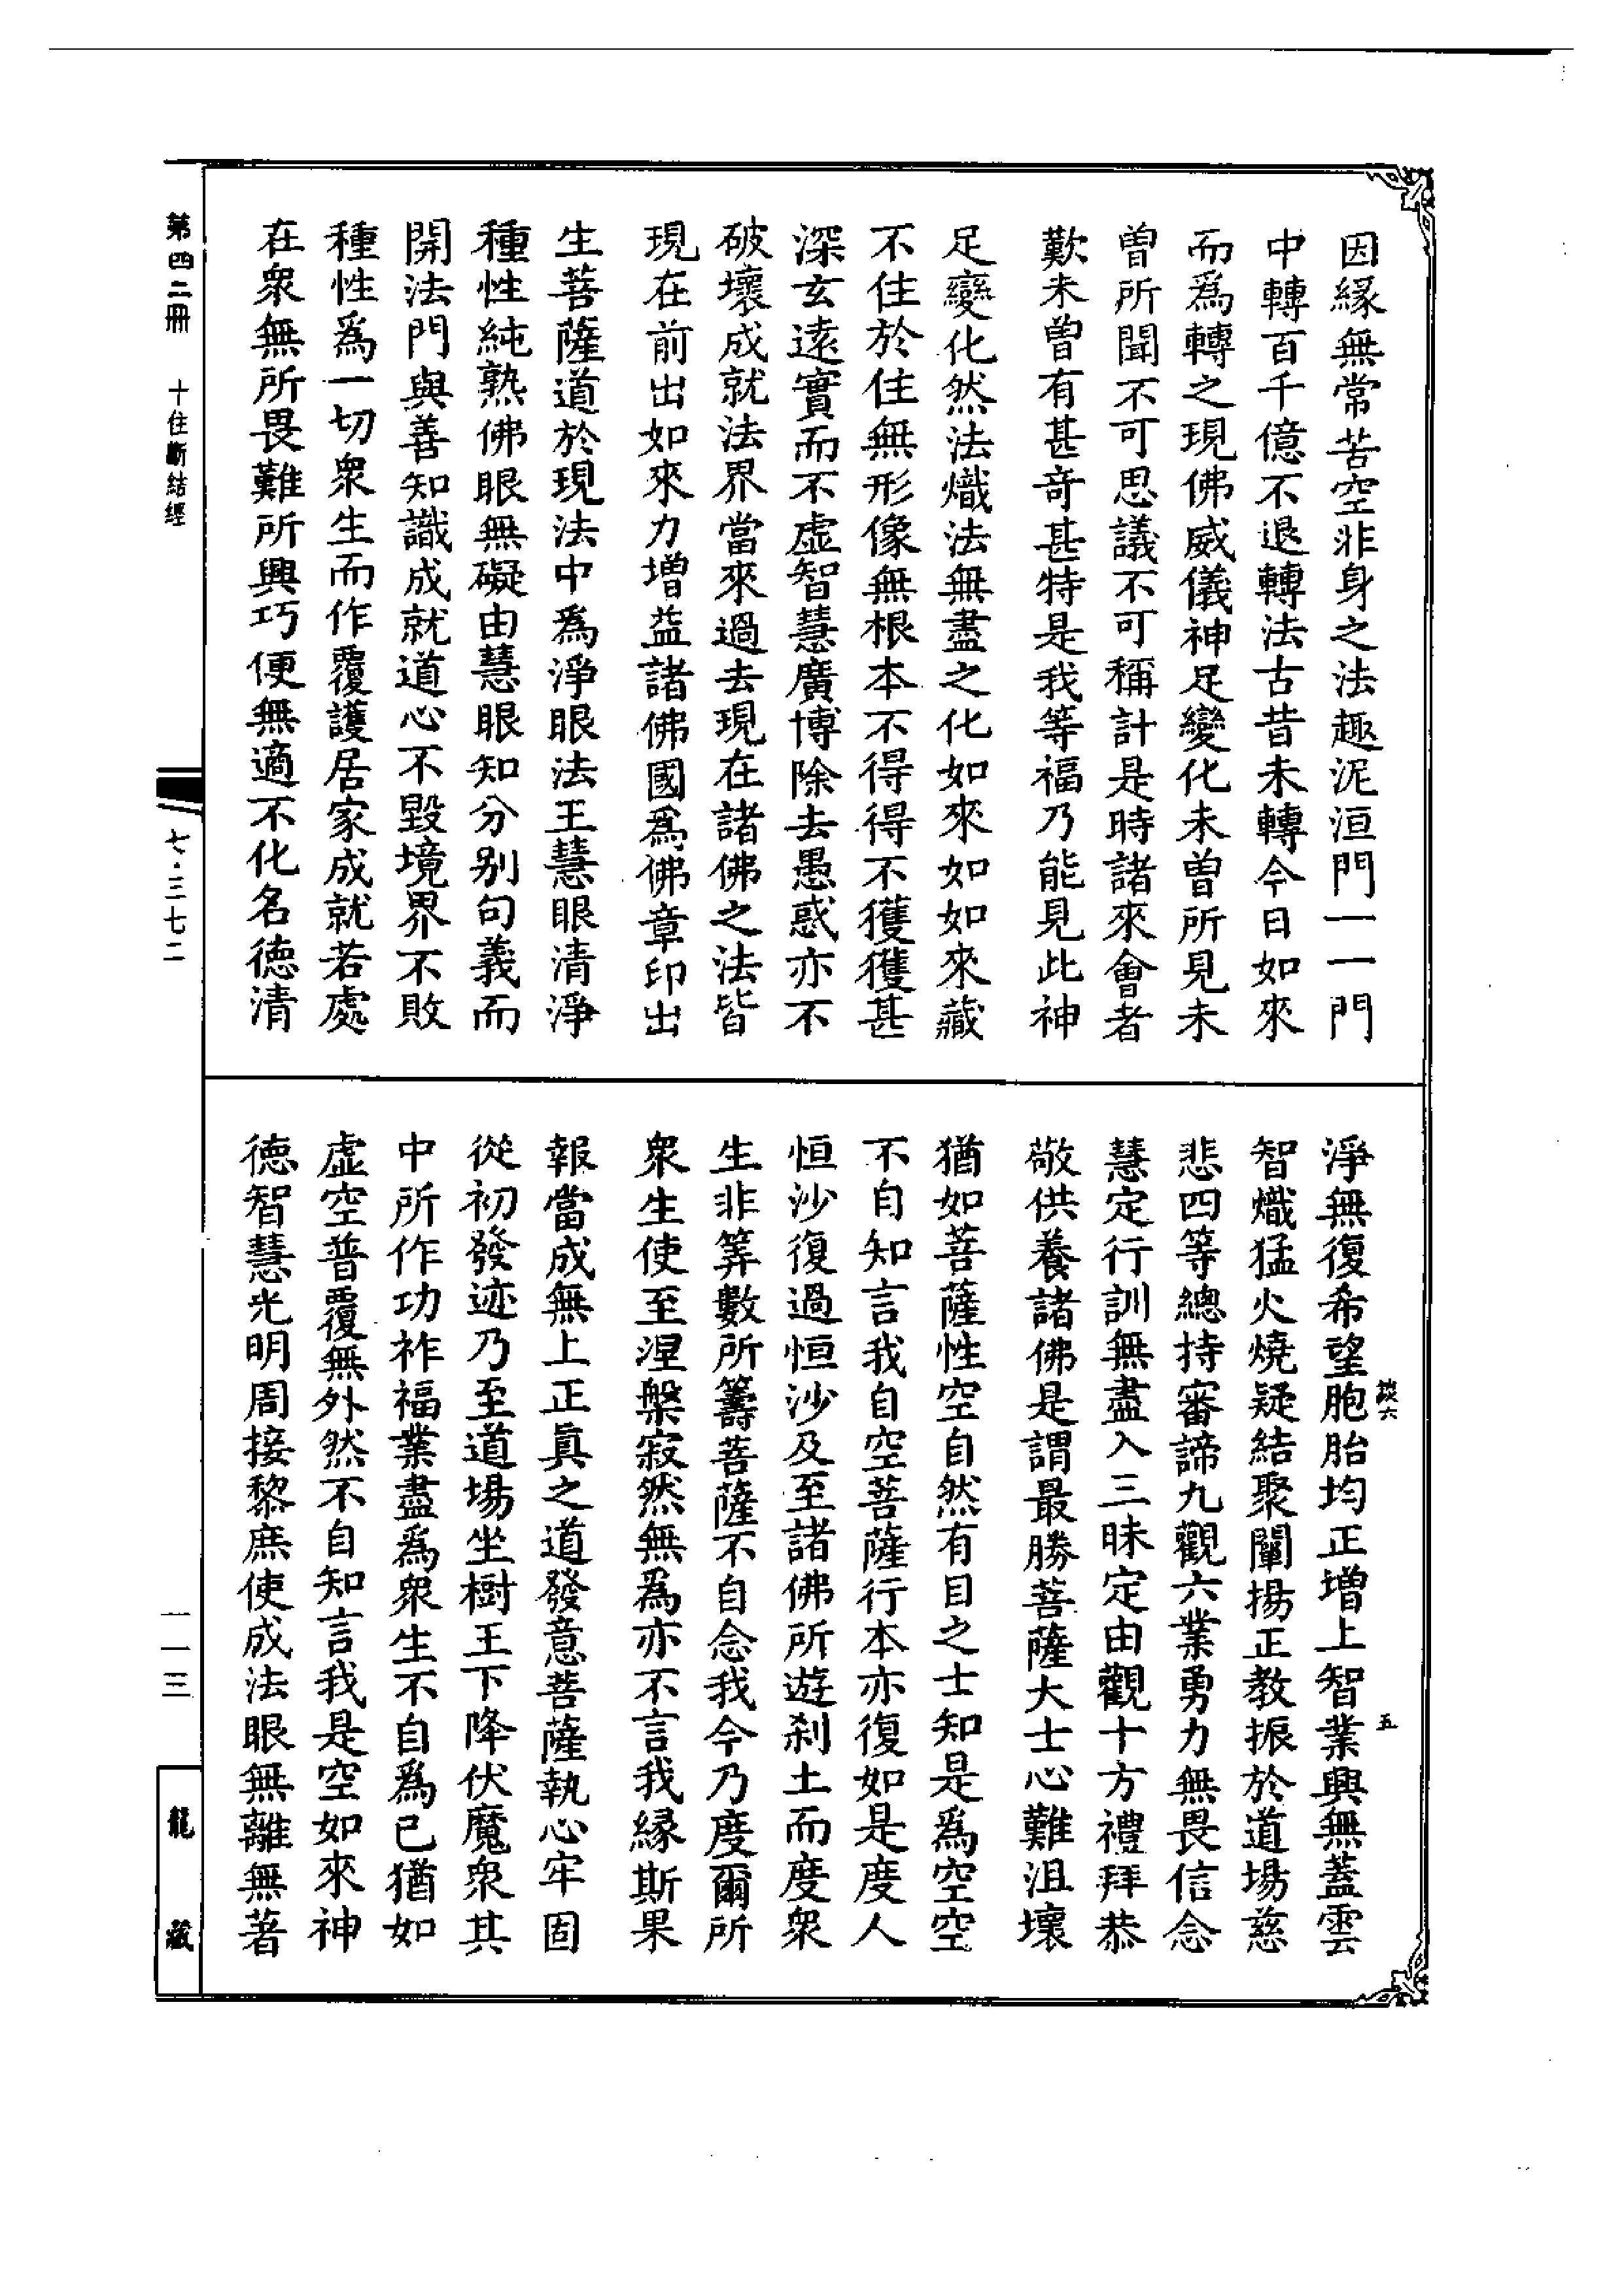 因緣無常苦空非身之法趣泥洹門一一門
中轉百千億不退轉法古昔未轉今日如來
而爲轉之現佛威儀神足變化未曾所見未
曾所聞不可思議不可稱計是時諸來會者
歎未曾有甚奇甚特是我等福乃能見此神
足變化然法熾法無盡之化如來如如來藏
不住於住無形像無根本不得得不獲獲甚
深玄遠實而不虛智慧廣博除去愚惑亦不
破壞成就法界當來過去現在諸佛之法皆
現在前出如來力增益諸佛國爲佛章印出
生菩薩道於現法中爲淨眼法王慧眼清淨
種性純熟佛眼無礙由慧眼知分別句義而
開法門與善知識成就道心不毀境界不敗
種性爲一切衆生而作覆護居家成就若處
在衆無所畏難所興巧便無適不化名德清
淨無復希望胞胎均正增上智業興無蓋雲
智熾猛火燒疑結聚闡揚正教振於道場慈
悲四等總持審諦九觀六業勇力無畏信念
慧定行訓無盡入三昧定由觀十方禮拜恭
敬供養諸佛是謂最勝菩薩大士心難沮壞
猶如菩薩性空自然有目之士知是爲空空
不自知言我自空菩薩行本亦復如是度人
恒沙復過恒沙及至諸佛所遊刹土而度衆
生非筭數所籌菩薩不自念我今乃度爾所
衆生使至涅槃寂然無爲亦不言我緣斯果
報當成無上正眞之道發意菩薩執心牢固
從初發迹乃至道場坐樹王下降伏魔衆其
中所作功祚福業盡爲衆生不自爲已猶如
虛空普覆無外然不自知言我是空如來神
德智慧光明周接黎庶使成法眼無離無著
談六
五
第四二冊
十住斷結經
七·三七二
一一三
龍藏